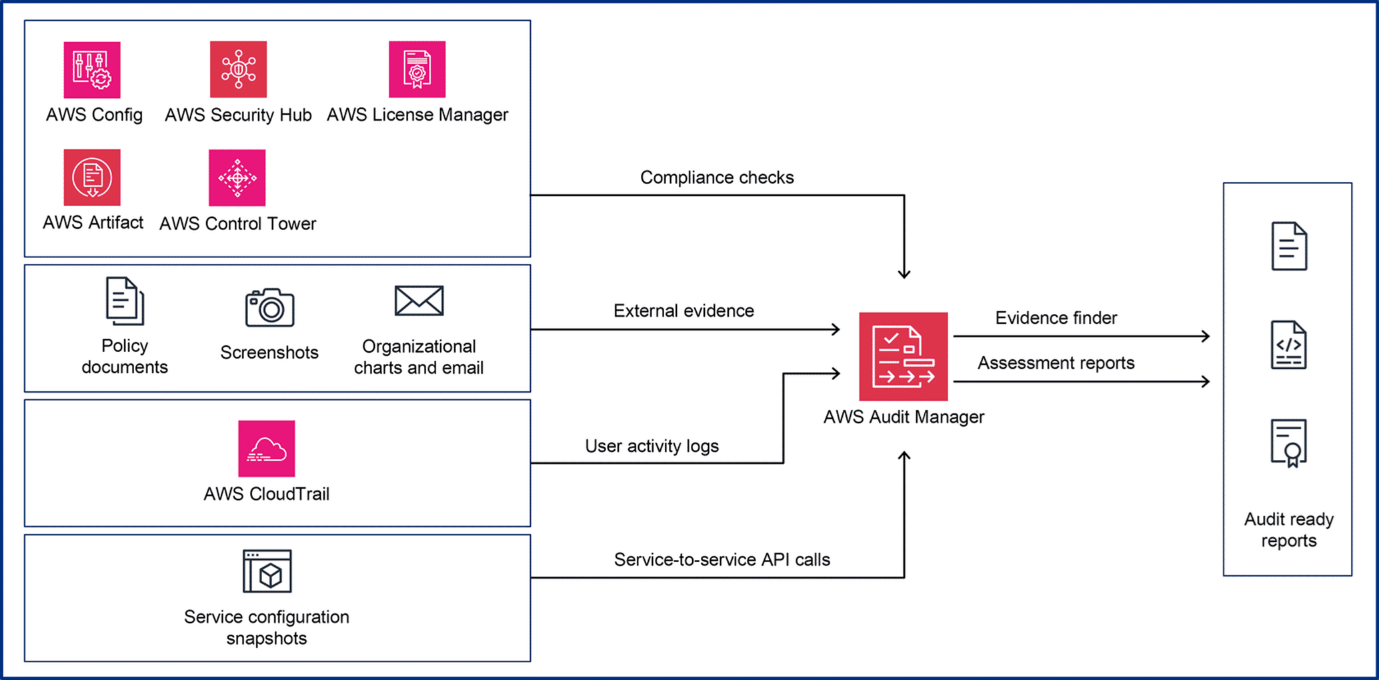 AWS Config
AWS Security Hub
AWS License Manager
AWS Artifact
AWS Control Tower
Compliance checks
Policy
documents
Screenshots
Organizational
charts and email
External evidence
AWS CloudTrail
User activity logs
Service configuration
snapshots
Service-to-service API calls
AWS Audit Manager
Evidence finder
Assessment reports
Audit ready
reports